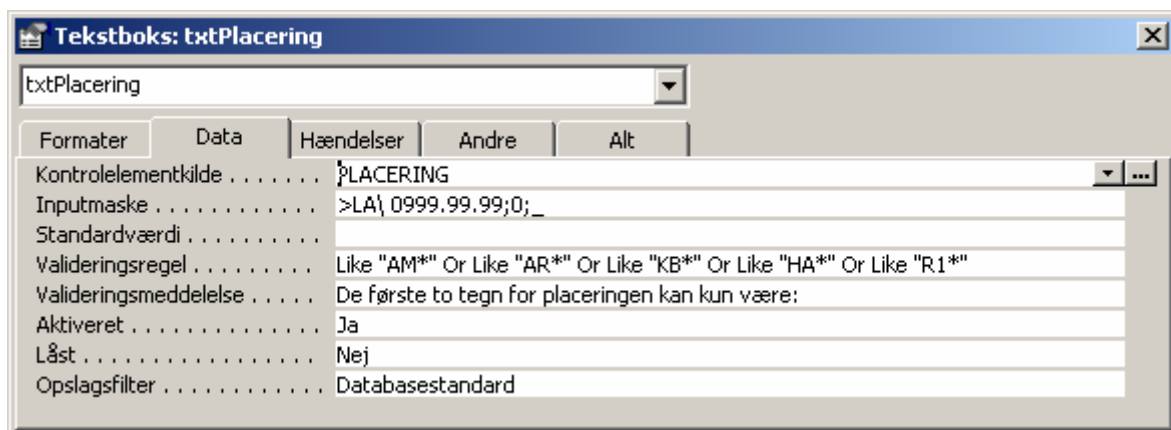 Tekstboks: txtPlacering
txtPlacering
Formater Data Hændelser Andre Alt
Kontrolelementkilde . . . . . . . PLACERING
Inputmaske . . . . . . . . . . . . >LA\ 0999.99.99;0;_
Standardværdi . . . . . . . . . .
Valideringsregel . . . . . . . . . Like "AM*" Or Like "AR*" Or Like "KB*" Or Like "HA*" Or Like "R1*"
Valideringsmeddelelse . . . . . De første to tegn for placeringen kan kun være:
Aktiveret . . . . . . . . . . . . . . Ja
Låst . . . . . . . . . . . . . . . . . Nej
Opslagsfilter . . . . . . . . . . . . Databasestandard